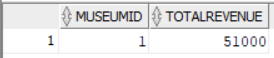 MUSEUMID TOTALREVENUE
1 1 51000